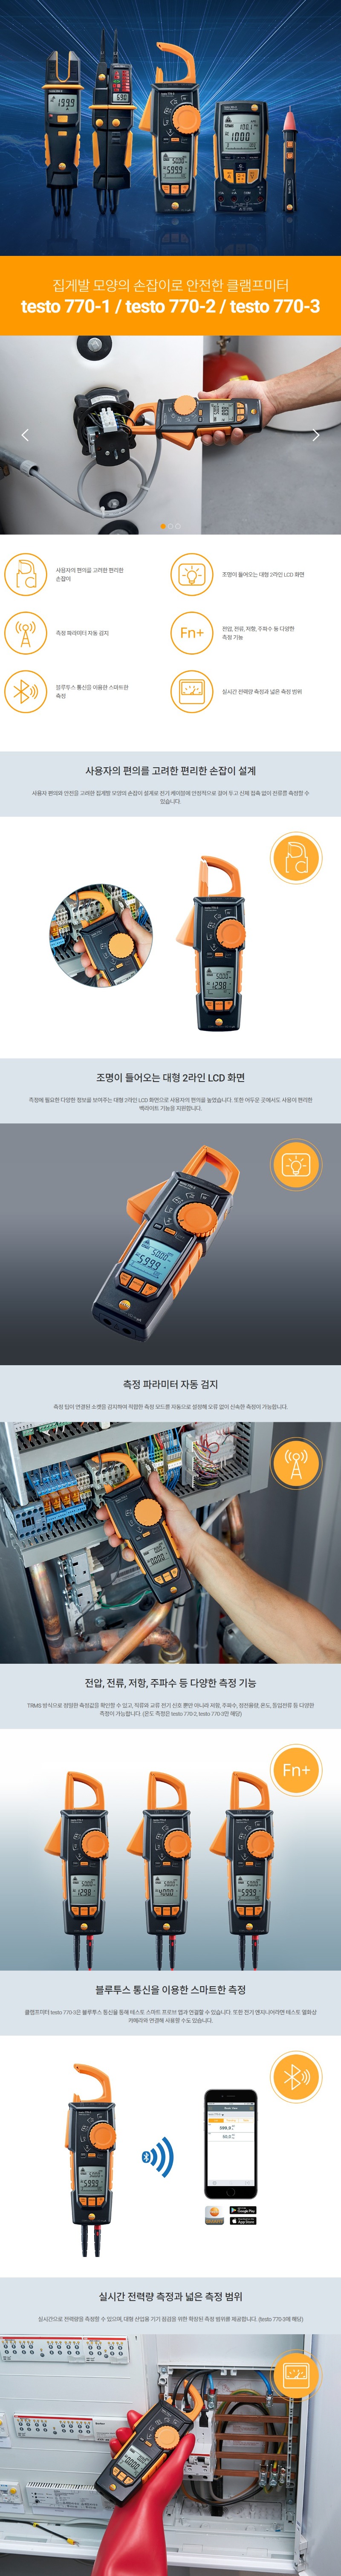 집게발 모양의 손잡이로 안전한 클램프미터
testo 770-1 / testo 770-2 / testo 770-3
사용자의 편의를 고려한 편리한
손잡이
조명이 들어오는 대형 2라인 LCD 화면
측정 파라미터 자동 감지
Fn+
전압, 전류, 저항, 주파수 등 다양한
측정 기능
블루투스 통신을 이용한 스마트한
측정
실시간 전력량 측정과 넓은 측정 범위
사용자의 편의를 고려한 편리한 손잡이 설계
사용자 편의와 안전을 고려한 집게발 모양의 손잡이 설계로 전기 케이블에 안정적으로 걸어 두고 신체 접촉 없이 전류를 측정할 수
있습니다.
조명이 들어오는 대형 2라인 LCD 화면
측정에 필요한 다양한 정보를 보여주는 대형 2라인 LCD 화면으로 사용자의 편의를 높였습니다. 또한 어두운 곳에서도 사용이 편리한
백라이트 기능을 지원합니다.
측정 파라미터 자동 검지
측정 팁이 연결된 소켓을 감지하여 적합한 측정 모드를 자동으로 설정해 오류 없이 신속한 측정이 가능합니다.
전압, 전류, 저항, 주파수 등 다양한 측정 기능
TRMS 방식으로 정밀한 측정값을 확인할 수 있고, 직류와 교류 전기 신호 뿐만 아니라 저항, 주파수, 정전용량, 온도, 돌입전류 등 다양한
측정이 가능합니다. (온도 측정은 testo 770-2, testo 770-3만 해당)
Fn+
블루투스 통신을 이용한 스마트한 측정
클램프미터 testo 770-3은 블루투스 통신을 통해 테스토 스마트 프로브 앱과 연결할 수 있습니다. 또한 전기 엔지니어라면 테스토 열화상
카메라와 연결해 사용할 수도 있습니다.
Google Play
App Store
실시간 전력량 측정과 넓은 측정 범위
실시간으로 전력량을 측정할 수 있으며, 대형 산업용 기기 점검을 위한 확장된 측정 범위를 제공합니다. (testo 770-3에 해당)